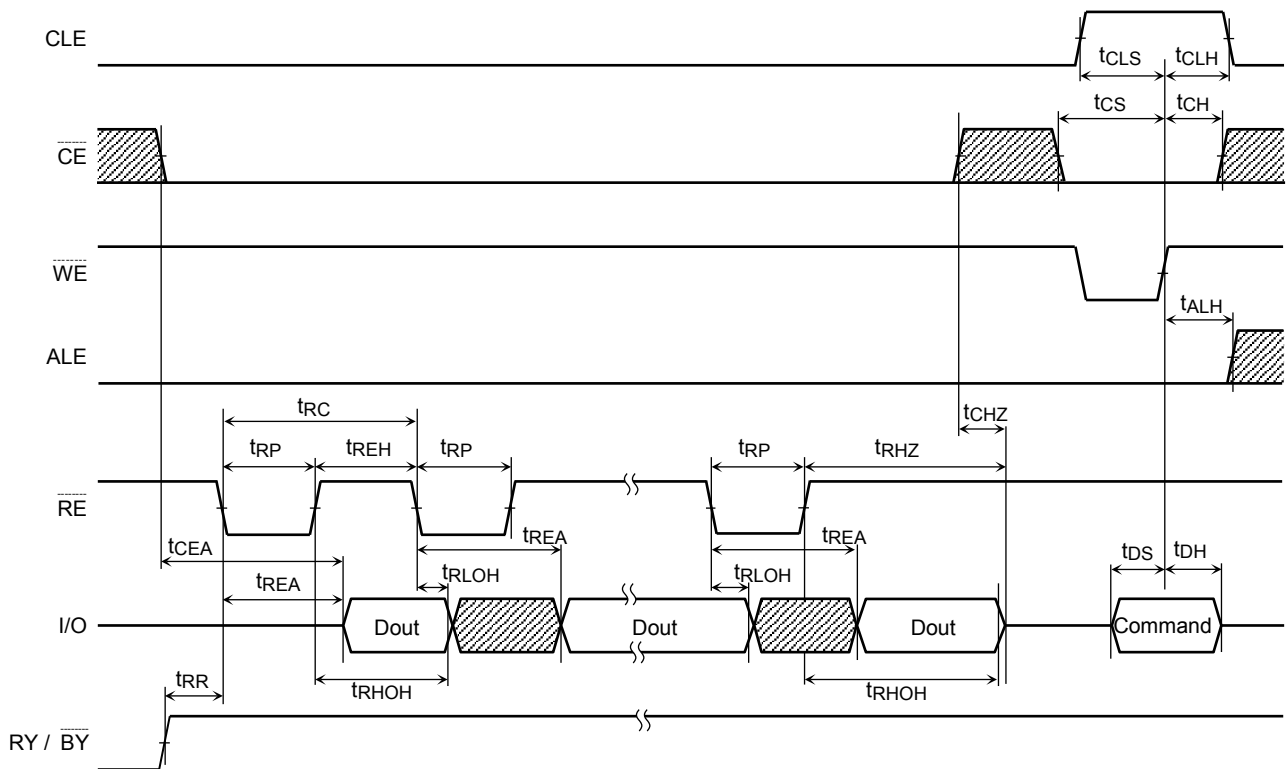 CLE
tCLS
tCLH
CE
tCS
tCH
WE
tALH
ALE
tRC
tCHZ
tRP
tREH
tRP
tRP
tRHZ
RE
tCEA
tREA
tREA
tDS
tDH
tREA
tRLOH
tRLOH
I/O
Dout
Dout
Dout
Command
tRR
tRHOH
tRHOH
RY / BY